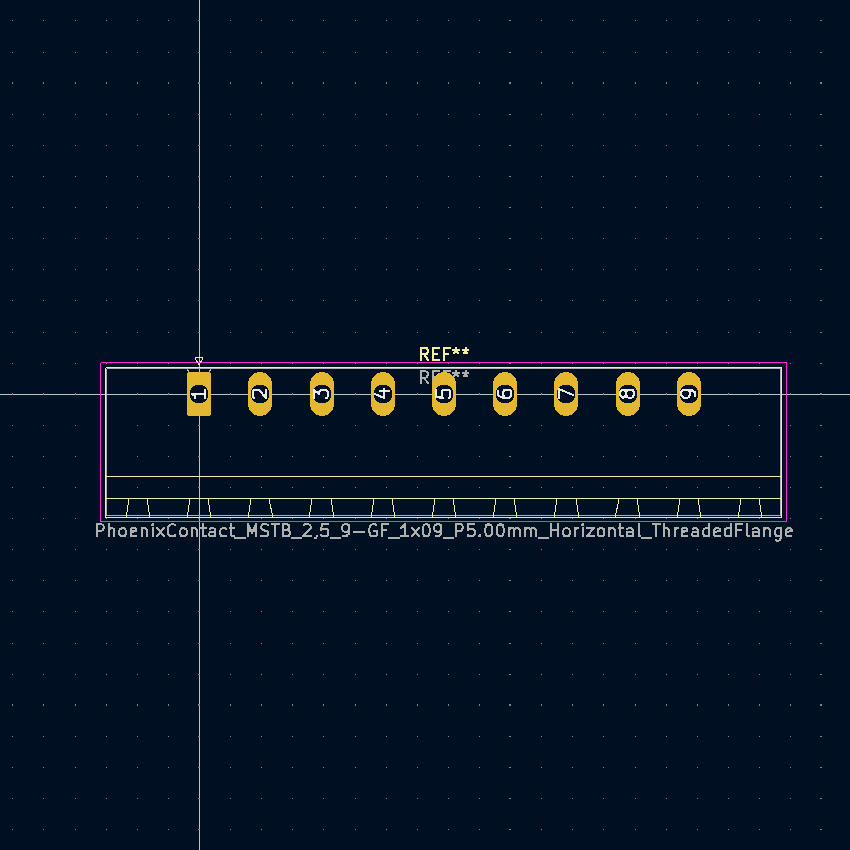 REF**
REF**
1 2 3 4 5 6 7 8 9
PhoenixContact_MSTB_2,5_9-GF_1x09_P5.00mm_Horizontal_ThreadedFlange